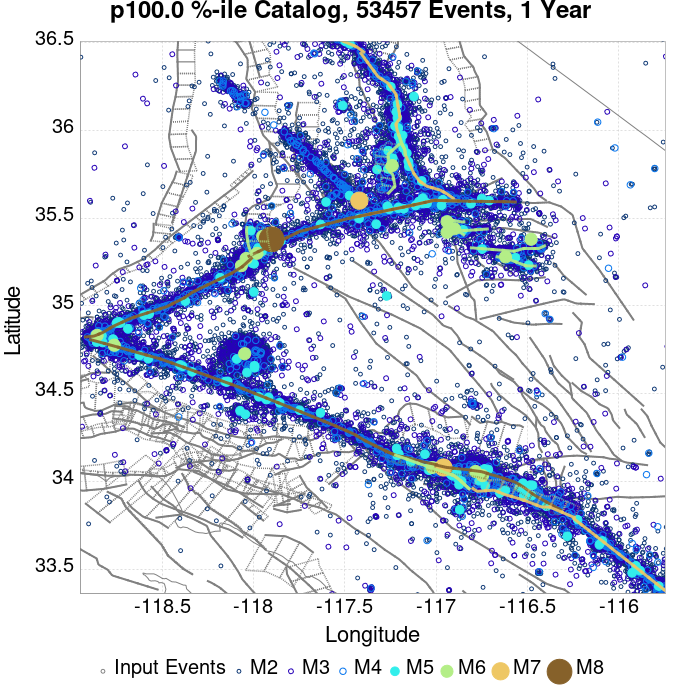 p100.0 %-ile Catalog, 53457 Events, 1 Year
36.5
36
35.5
35
34.5
34
33.5
Latitude
-118.5 -118 -117.5 -117 -116.5 -116
Longitude
Input Events M2 M3 M4 M5 M6 M7 M8